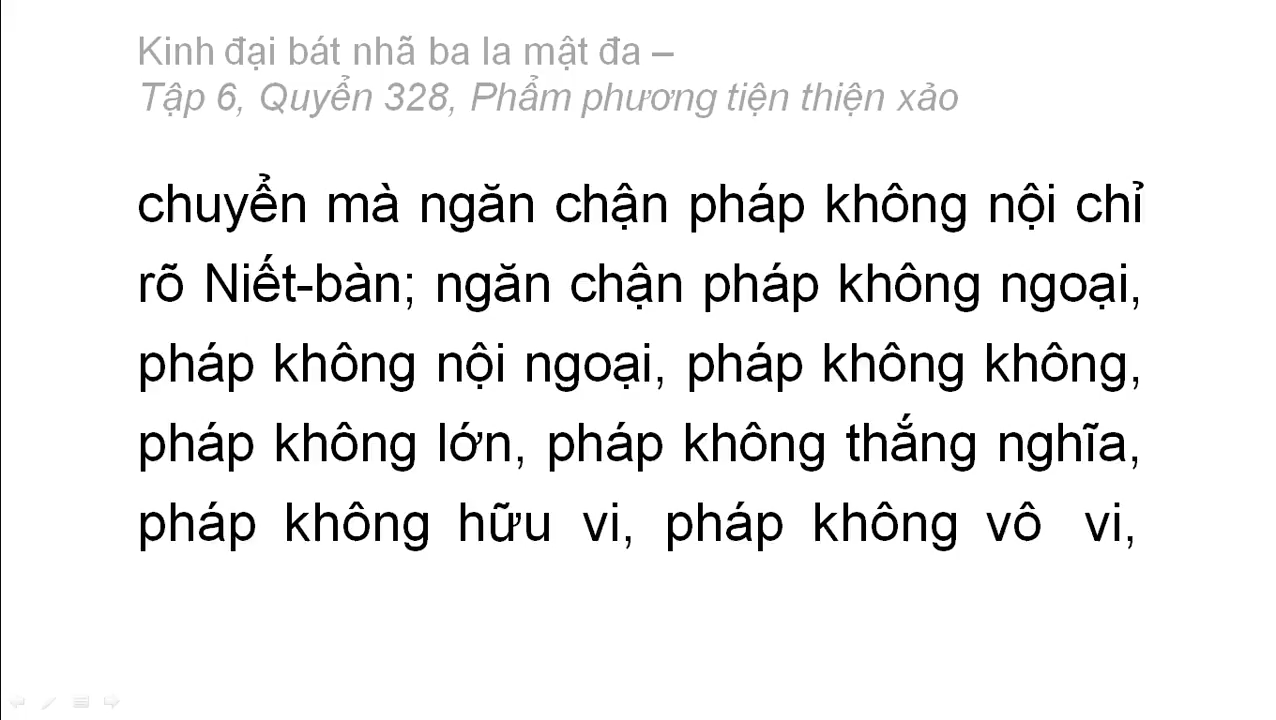 Kinh đại bát nhã ba la mật đa –
Tập 6, Quyển 328, Phẩm phương tiện thiện xảo
chuyển mà ngăn chận pháp không nội chỉ
rõ Niết-bàn; ngăn chận pháp không ngoại,
pháp không nội ngoại, pháp không không,
pháp không lớn, pháp không thắng nghĩa,
pháp không hữu vi, pháp không vô vi,